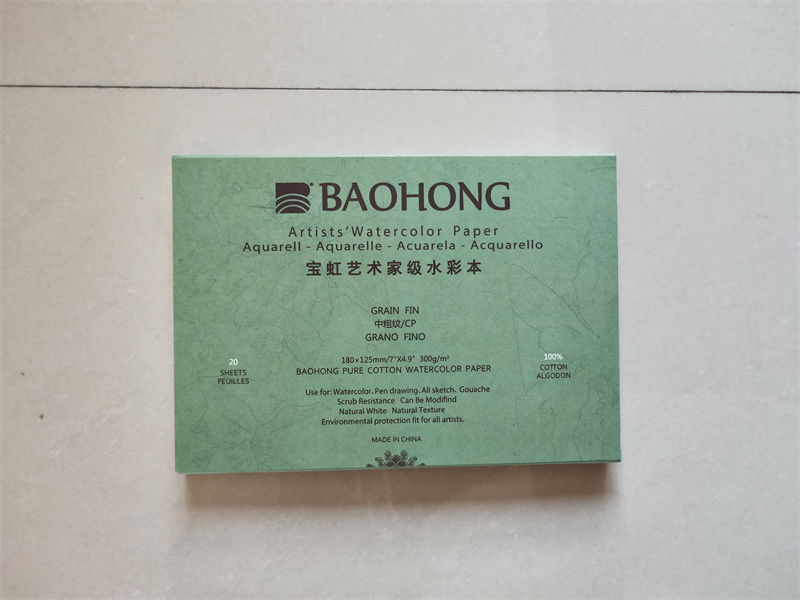 BAOHONG
Artists' Watercolor Paper
Aquarell - Aquarelle - Acuarela - Acquarello
宝虹艺术家级水彩本
GRAIN FIN
中粗纹/CP
GRANO FINO
180×125mm/7"X4.9" 300g/m²
BAOHONG PURE COTTON WATERCOLOR PAPER
20
SHEETS
FEUILLES
100%
COTTON
ALGODON
Use for: Watercolor、Pen drawing、All sketch、Gouache
Scrub Resistance Can Be Modifind
Natural White Natural Texture
Environmental protection fit for all artists.
MADE IN CHINA